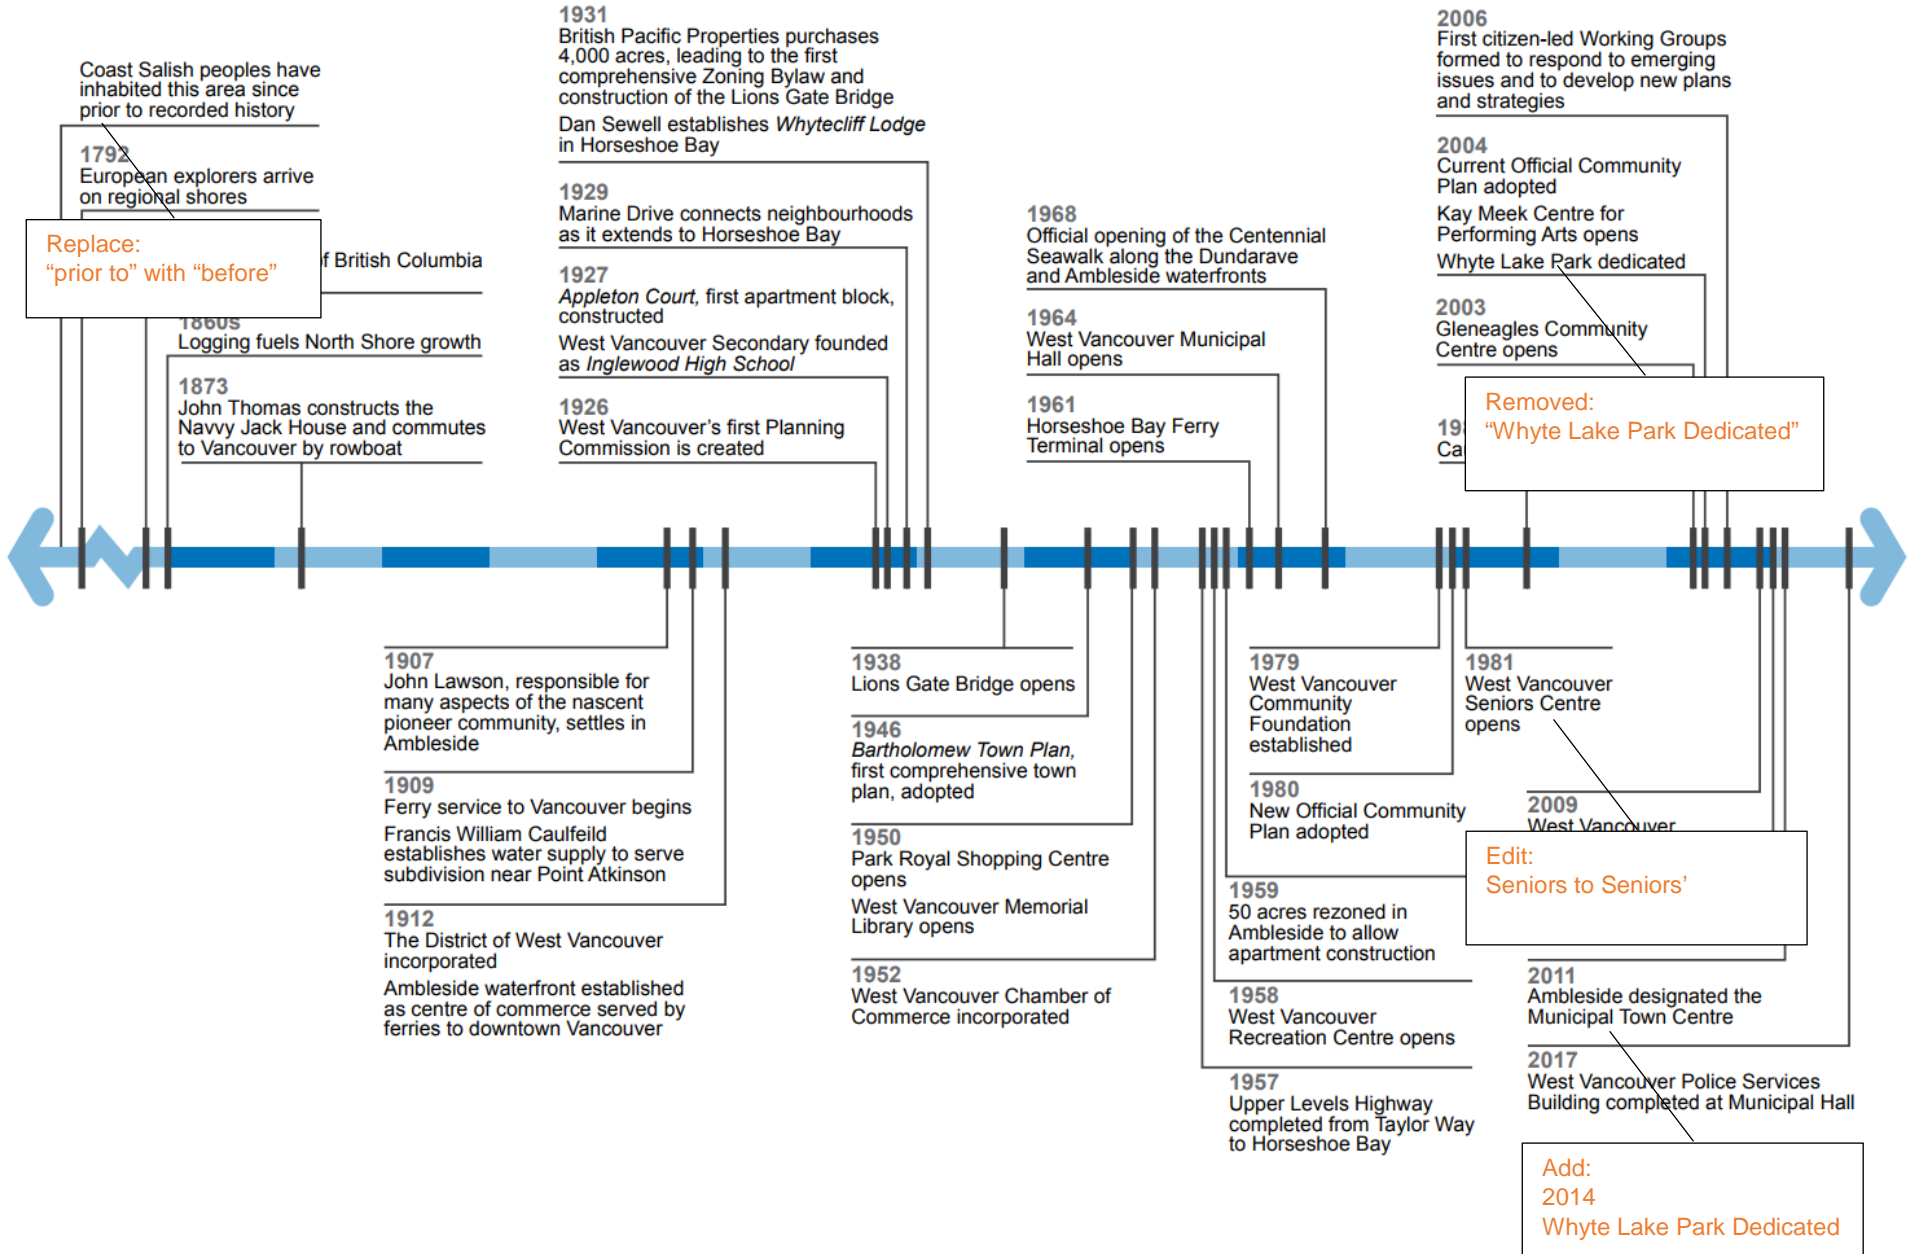 Coast Salish peoples have
inhabited this area since
prior to recorded history
1792
European explorers arrive
on regional shores
Replace:
“prior to” with “before”
of British Columbia
1860s
Logging fuels North Shore growth
1873
John Thomas constructs the
Navvy Jack House and commutes
to Vancouver by rowboat
1931
British Pacific Properties purchases
4,000 acres, leading to the first
comprehensive Zoning Bylaw and
construction of the Lions Gate Bridge
Dan Sewell establishes Whytecliff Lodge
in Horseshoe Bay
1929
Marine Drive connects neighbourhoods
as it extends to Horseshoe Bay
1927
Appleton Court, first apartment block,
constructed
West Vancouver Secondary founded
as Inglewood High School
1926
West Vancouver’s first Planning
Commission is created
1968
Official opening of the Centennial
Seawalk along the Dundarave
and Ambleside waterfronts
1964
West Vancouver Municipal
Hall opens
1961
Horseshoe Bay Ferry
Terminal opens
2006
First citizen-led Working Groups
formed to respond to emerging
issues and to develop new plans
and strategies
2004
Current Official Community
Plan adopted
Kay Meek Centre for
Performing Arts opens
Whyte Lake Park dedicated
2003
Gleneagles Community
Centre opens
Removed:
“Whyte Lake Park Dedicated”
1907
John Lawson, responsible for
many aspects of the nascent
pioneer community, settles in
Ambleside
1909
Ferry service to Vancouver begins
Francis William Caulfeild
establishes water supply to serve
subdivision near Point Atkinson
1912
The District of West Vancouver
incorporated
Ambleside waterfront established
as centre of commerce served by
ferries to downtown Vancouver
1938
Lions Gate Bridge opens
1946
Bartholomew Town Plan,
first comprehensive town
plan, adopted
1950
Park Royal Shopping Centre
opens
West Vancouver Memorial
Library opens
1952
West Vancouver Chamber of
Commerce incorporated
1979
West Vancouver
Community
Foundation
established
1980
New Official Community
Plan adopted
1959
50 acres rezoned in
Ambleside to allow
apartment construction
1958
West Vancouver
Recreation Centre opens
1957
Upper Levels Highway
completed from Taylor Way
to Horseshoe Bay
1981
West Vancouver
Seniors Centre
opens
2009
West Vancouver
Edit:
Seniors to Seniors’
2011
Ambleside designated the
Municipal Town Centre
2017
West Vancouver Police Services
Building completed at Municipal Hall
Add:
2014
Whyte Lake Park Dedicated